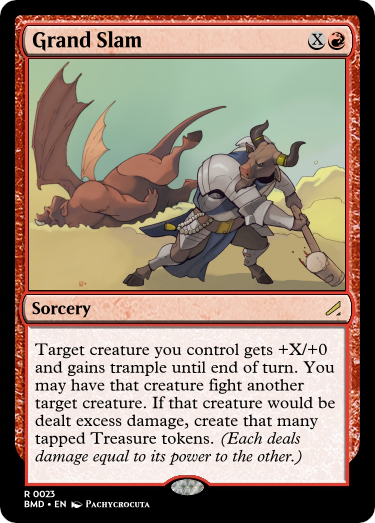 Grand Slam X
Sorcery
Target creature you control gets +X/+0
and gains trample until end of turn. You
may have that creature fight another
target creature. If that creature would be
dealt excess damage, create that many
tapped Treasure tokens. (Each deals
damage equal to its power to the other.)
R 0023
BMD • EN Pachycrocuta